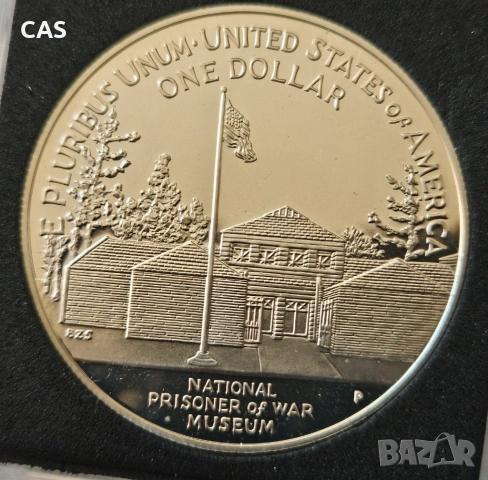 CAS
E PLURIBUS UNUM · UNITED STATES of AMERICA
ONE DOLLAR
NATIONAL
PRISONER of WAR
MUSEUM
P
BAZAR